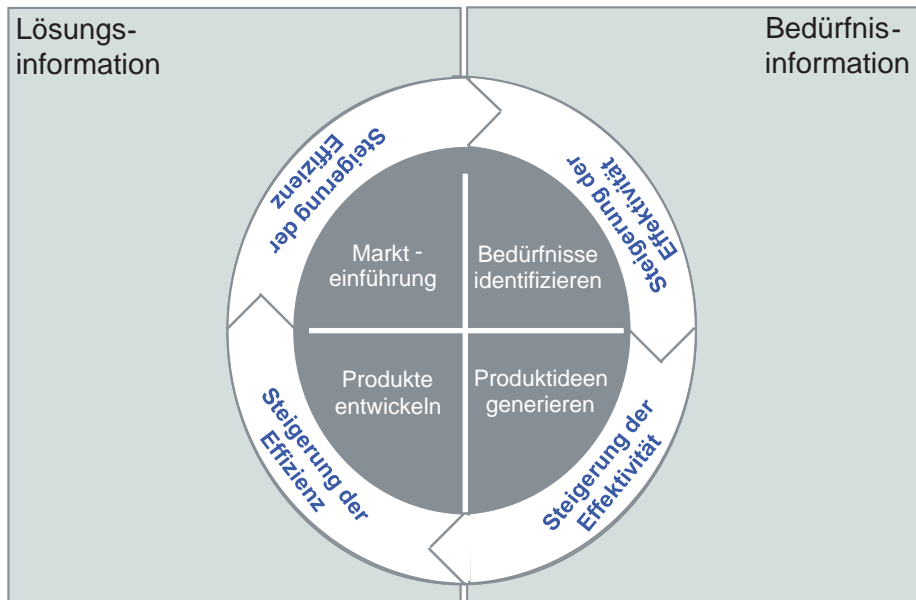 Lösungs-
information
Bedürfnis-
information
Steigerung der
Effizienz
Steigerung der
Effektivität
Markt -
einführung
Bedürfnisse
identifizieren
Produkte
entwickeln
Produktideen
generieren
Steigerung der
Effizienz
Steigerung der
Effektivität